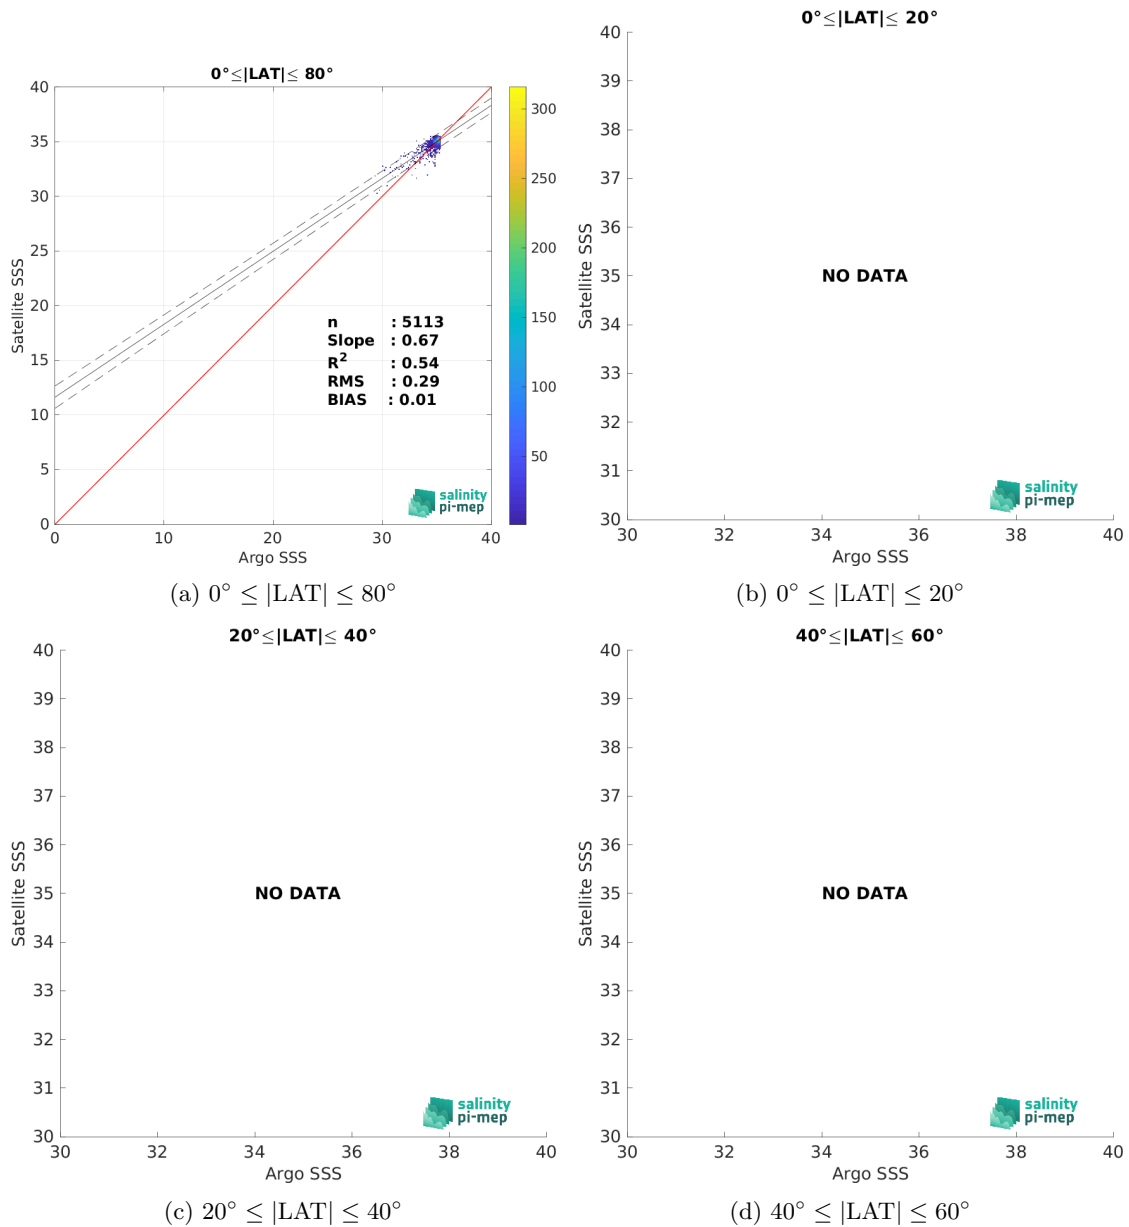 0°≤|LAT|≤ 80°
40
35
30
25
20
15
10
5
0
Satellite SSS
0
10
20
30
40
Argo SSS
300
250
200
150
100
50
n : 5113
Slope : 0.67
R² : 0.54
RMS : 0.29
BIAS : 0.01
salinity
pi-mep
(a) 0° ≤ |LAT| ≤ 80°
0°≤|LAT|≤ 20°
40
39
38
37
36
35
34
33
32
31
30
Satellite SSS
NO DATA
salinity
pi-mep
30
32
34
36
38
40
Argo SSS
(b) 0° ≤ |LAT| ≤ 20°
20°≤|LAT|≤ 40°
40
39
38
37
36
35
34
33
32
31
30
Satellite SSS
NO DATA
salinity
pi-mep
30
32
34
36
38
40
Argo SSS
(c) 20° ≤ |LAT| ≤ 40°
40°≤|LAT|≤ 60°
40
39
38
37
36
35
34
33
32
31
30
Satellite SSS
NO DATA
salinity
pi-mep
30
32
34
36
38
40
Argo SSS
(d) 40° ≤ |LAT| ≤ 60°